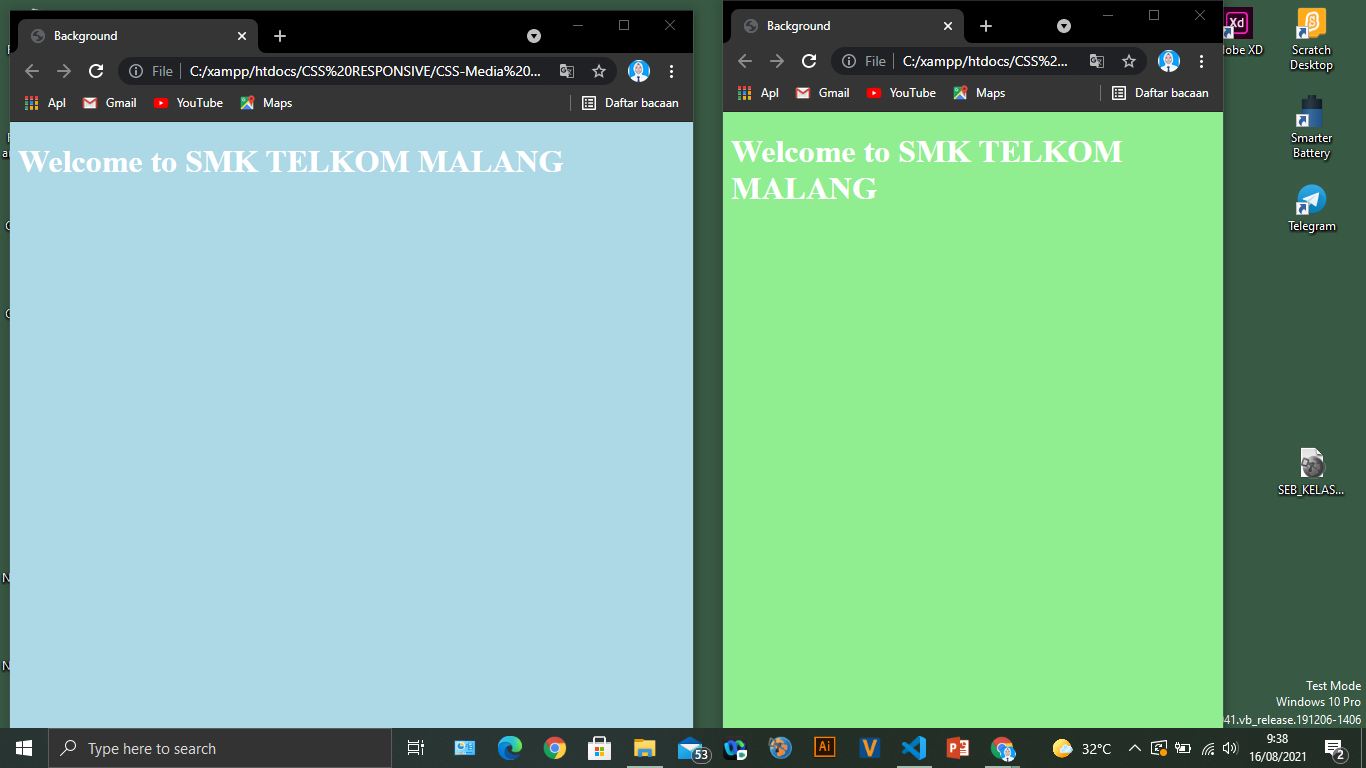 Background
File
C:/xampp/htdocs/CSS%20RESPONSIVE/CSS-Media%20...
Apl
Gmail
YouTube
Maps
Daftar bacaan
Welcome to SMK TELKOM MALANG
Background
File
C:/xampp/htdocs/CSS%2...
Apl
Gmail
YouTube
Maps
Daftar bacaan
Welcome to SMK TELKOM
MALANG
Xd
XD
Scratch
Desktop
Smarter
Battery
Telegram
SEB_KELAS...
Test Mode
Windows 10 Pro
41.vb_release.191206-1406
Type here to search
53
Ai
32°C
9:38
16/08/2021
2